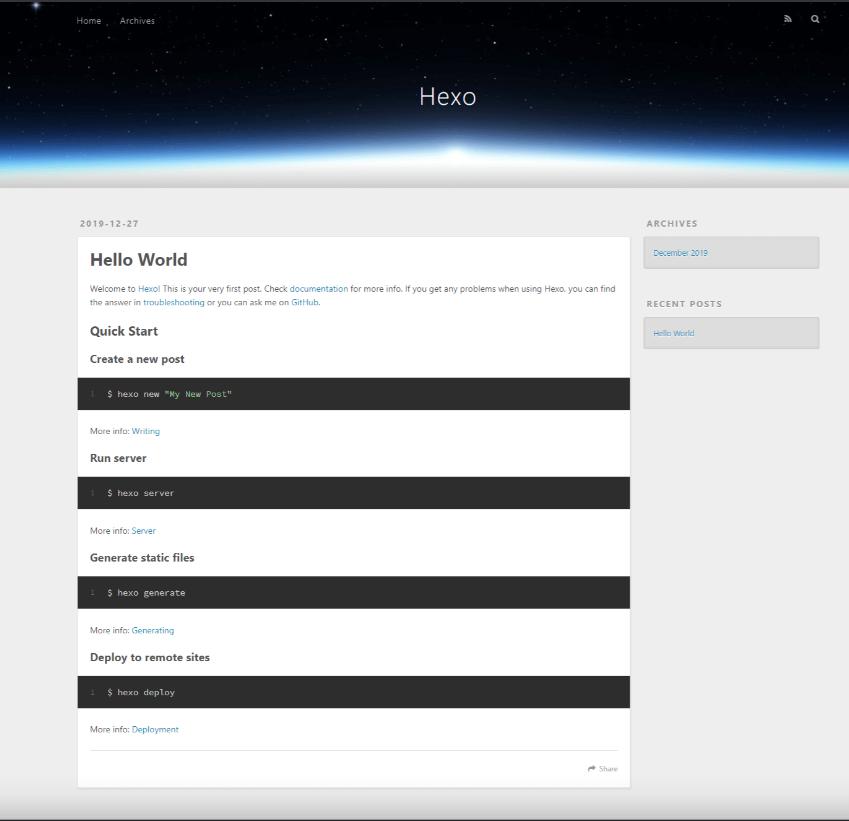 Home Archives
Hexo
2019-12-27
Hello World
Welcome to Hexo! This is your very first post. Check documentation for more info. If you get any problems when using Hexo, you can find
the answer in troubleshooting or you can ask me on GitHub.
Quick Start
Create a new post
1 $ hexo new "My New Post"
More info: Writing
Run server
1 $ hexo server
More info: Server
Generate static files
1 $ hexo generate
More info: Generating
Deploy to remote sites
1 $ hexo deploy
More info: Deployment
Share
ARCHIVES
December 2019
RECENT POSTS
Hello World